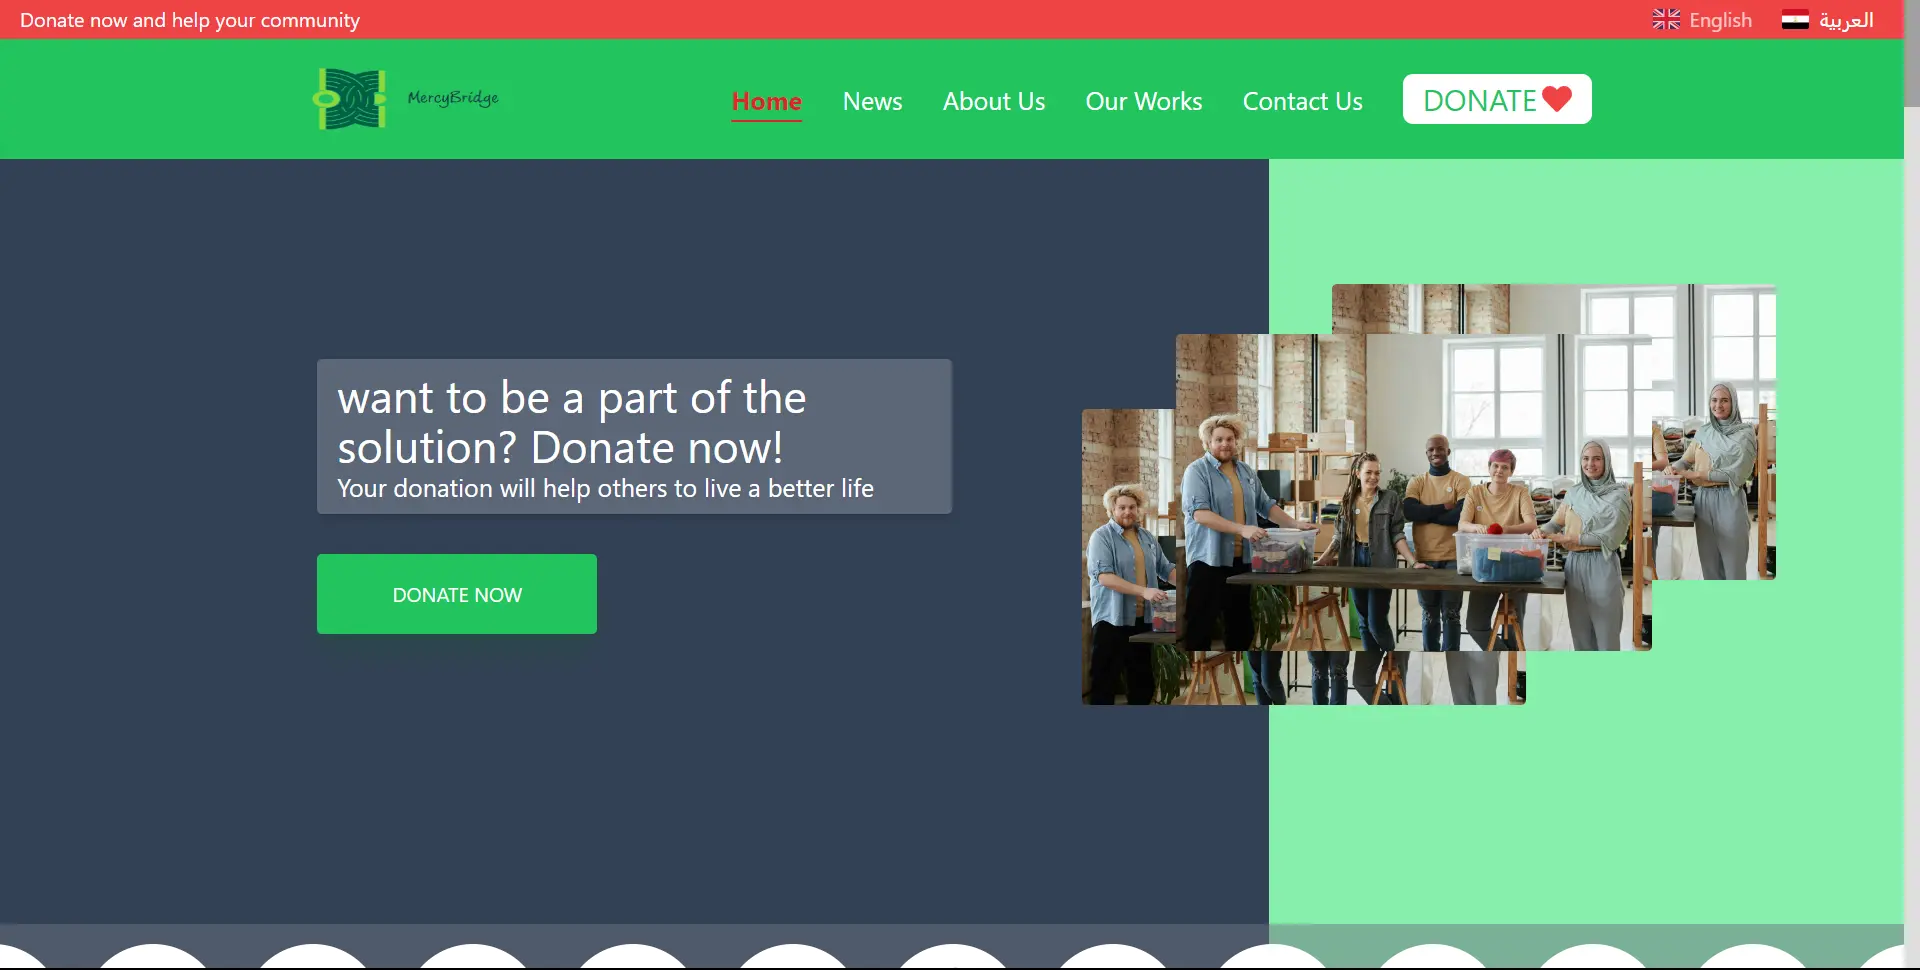 Donate now and help your community
English
العربية
MercyBridge
Home
News
About Us
Our Works
Contact Us
DONATE
want to be a part of the
solution? Donate now!
Your donation will help others to live a better life
DONATE NOW